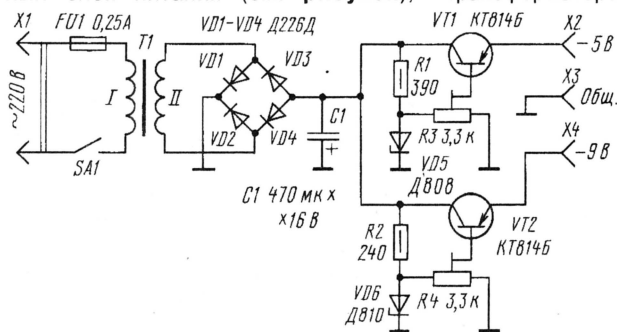 X1
FU1 0,25А
T1
VD1-VD4 Д226Д
VT1 КТ814Б
X2
-5 В
VD1
VD3
R1
390
X3
Общ.
~220 В
I
II
C1
+
VD2
VD4
R3 3,3 к
X4
-9 В
SA1
VD5
Д808
C1 470 мк ×
×16 В
R2
240
VT2
КТ814Б
VD6
Д810
R4 3,3 к